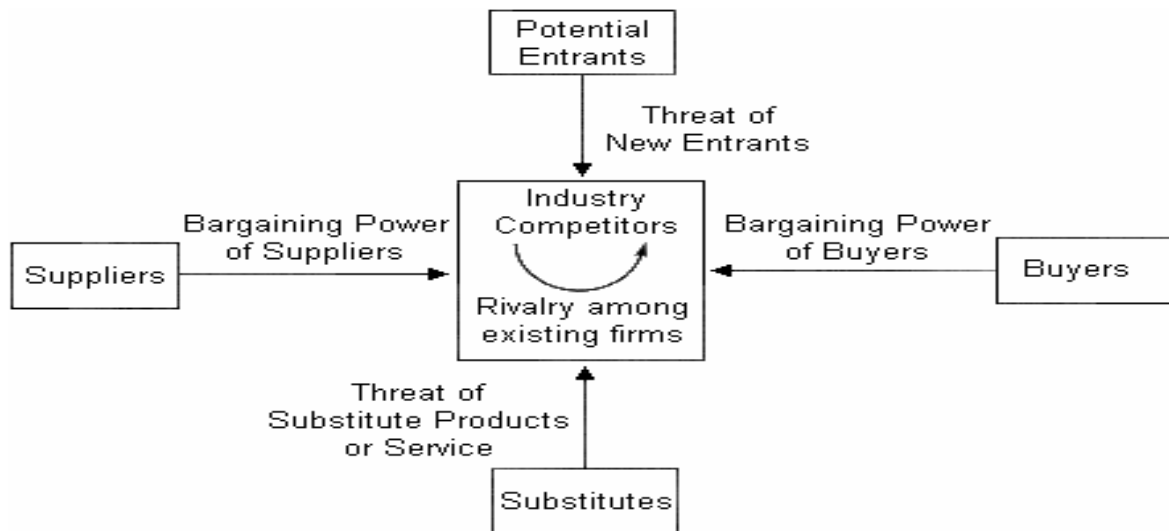 Potential
Entrants
Threat of
New Entrants
Industry
Competitors
Bargaining Power
of Suppliers
Bargaining Power
of Buyers
Suppliers
Buyers
Rivalry among
existing firms
Threat of
Substitute Products
or Service
Substitutes